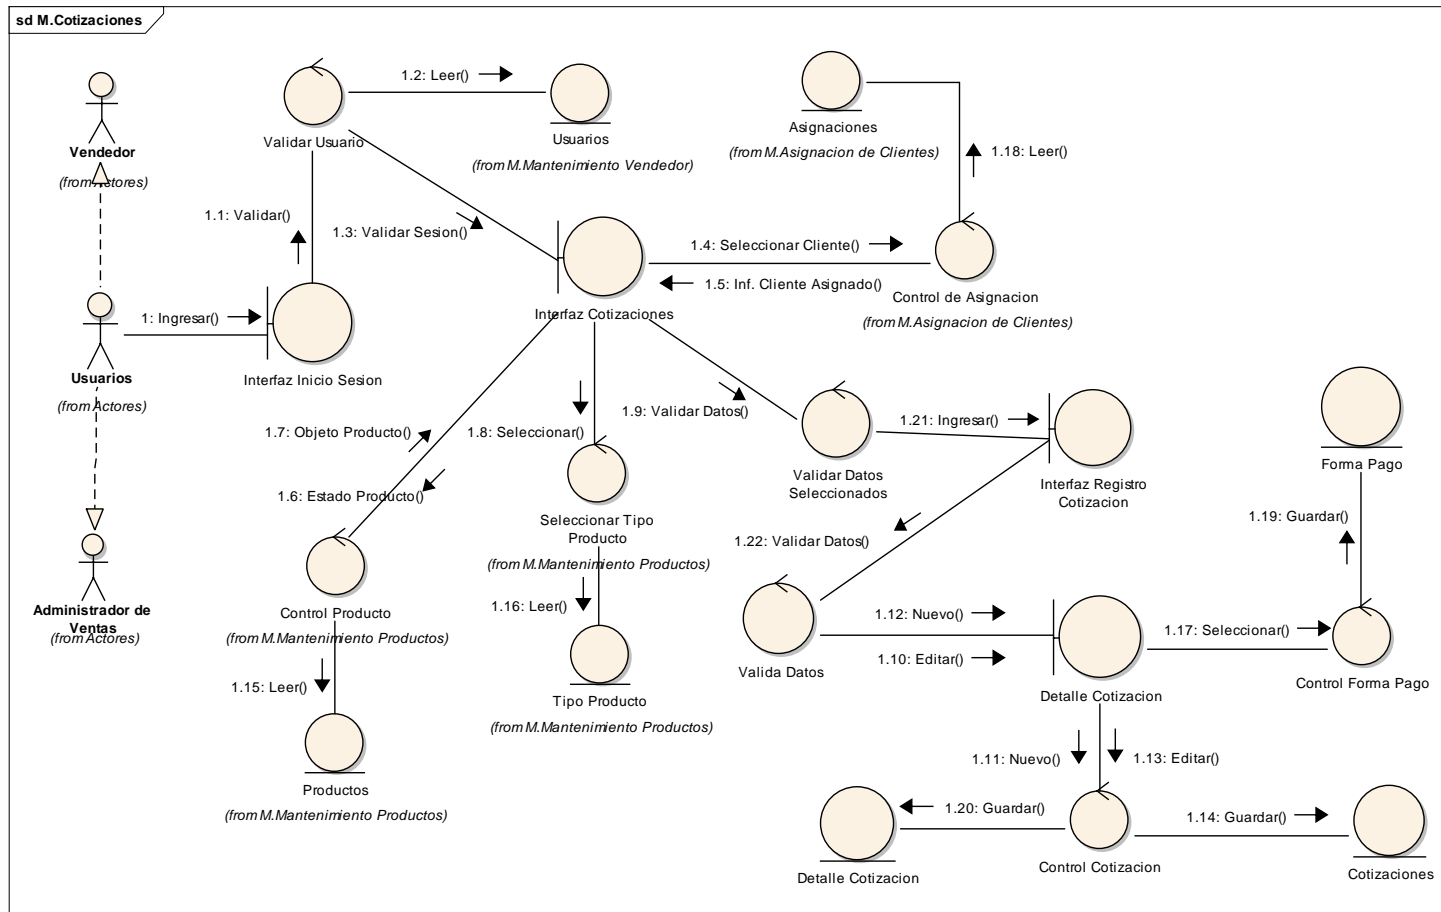 sd M.Cotizaciones
Vendedor
(from Actores)
Usuarios
(from Actores)
Administrador de
Ventas
(from Actores)
1: Ingresar()
Interfaz Inicio Sesion
1.1: Validar()
Validar Usuario
1.2: Leer()
Usuarios
(from M.Mantenimiento Vendedor)
1.3: Validar Sesion()
Interfaz Cotizaciones
1.4: Seleccionar Cliente()
1.5: Inf. Cliente Asignado()
Asignaciones
(from M.Asignacion de Clientes)
1.18: Leer()
Control de Asignacion
(from M.Asignacion de Clientes)
1.7: Objeto Producto()
1.6: Estado Producto()
Control Producto
(from M.Mantenimiento Productos)
1.15: Leer()
Productos
(from M.Mantenimiento Productos)
1.8: Seleccionar()
Seleccionar Tipo
Producto
(from M.Mantenimiento Productos)
1.16: Leer()
Tipo Producto
(from M.Mantenimiento Productos)
1.9: Validar Datos()
Validar Datos
Seleccionados
1.21: Ingresar()
Interfaz Registro
Cotizacion
1.22: Validar Datos()
Valida Datos
1.12: Nuevo()
1.10: Editar()
Detalle Cotizacion
1.17: Seleccionar()
Control Forma Pago
1.19: Guardar()
Forma Pago
1.11: Nuevo()
1.13: Editar()
Control Cotizacion
1.20: Guardar()
Detalle Cotizacion
1.14: Guardar()
Cotizaciones